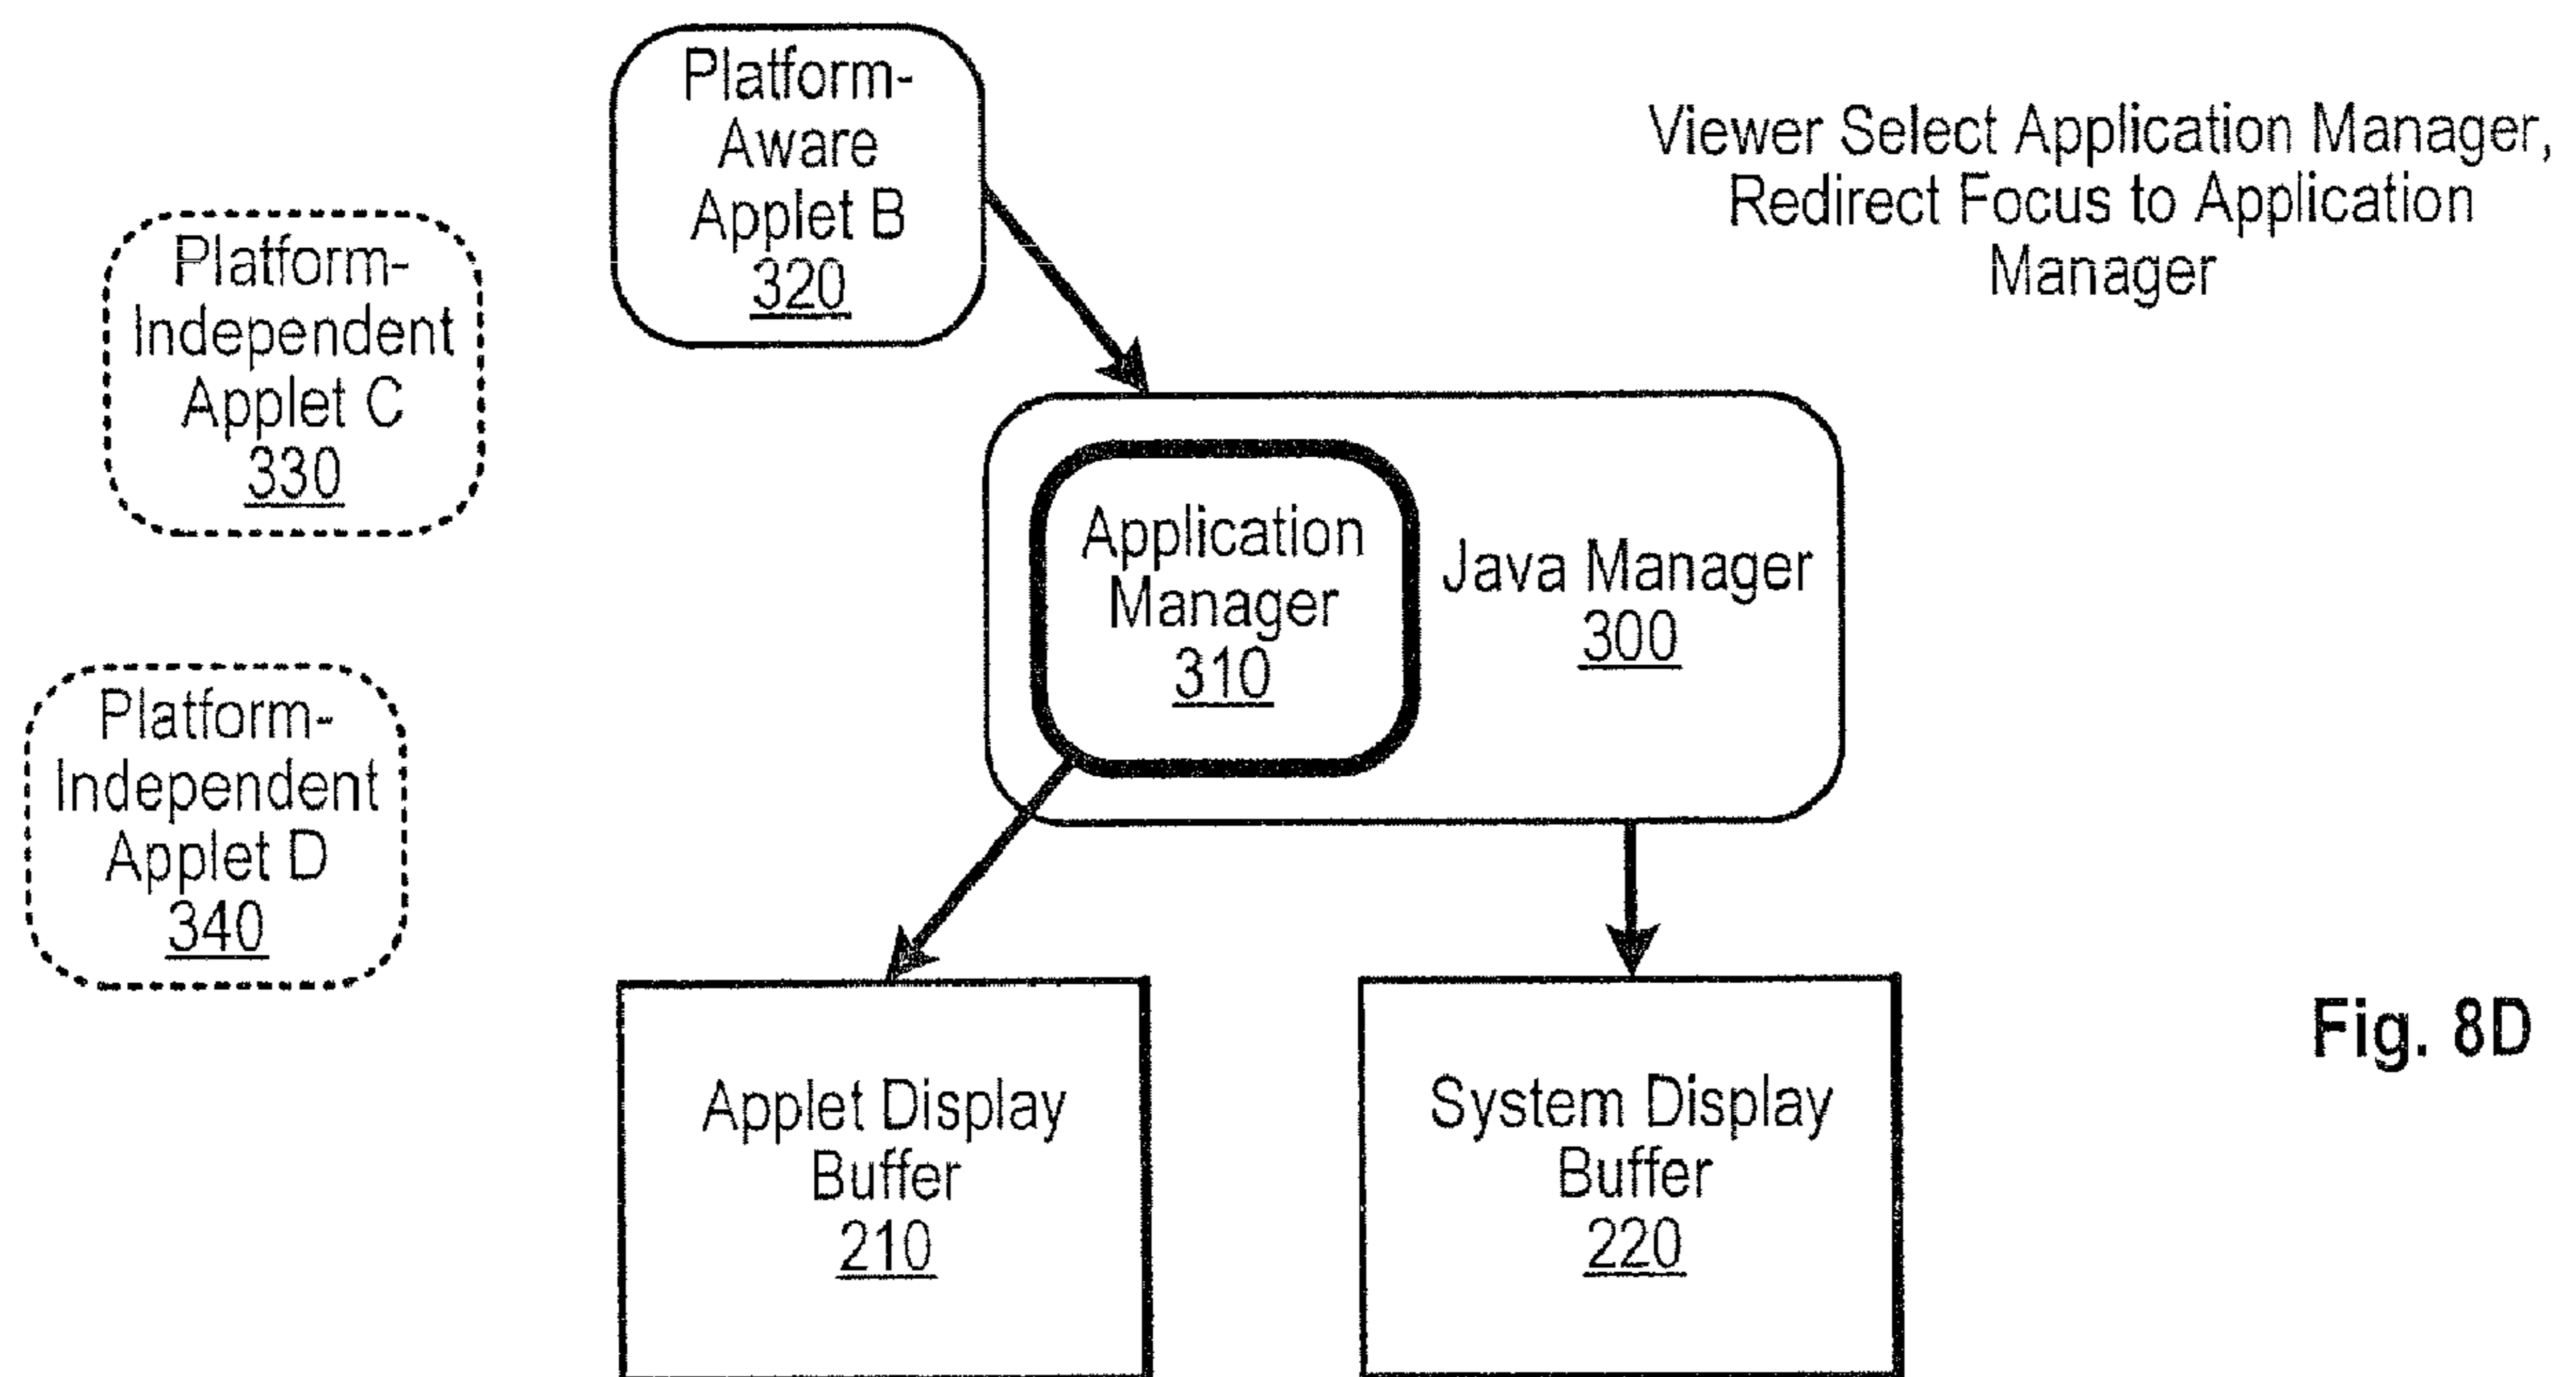 Platform-
Aware
Applet B
320
Viewer Select Application Manager,
Redirect Focus to Application
Manager
Platform-
Independent
Applet C
330
Application
Manager
310
Java Manager
300
Platform-
Independent
Applet D
340
Applet Display
Buffer
210
System Display
Buffer
220
Fig. 8D